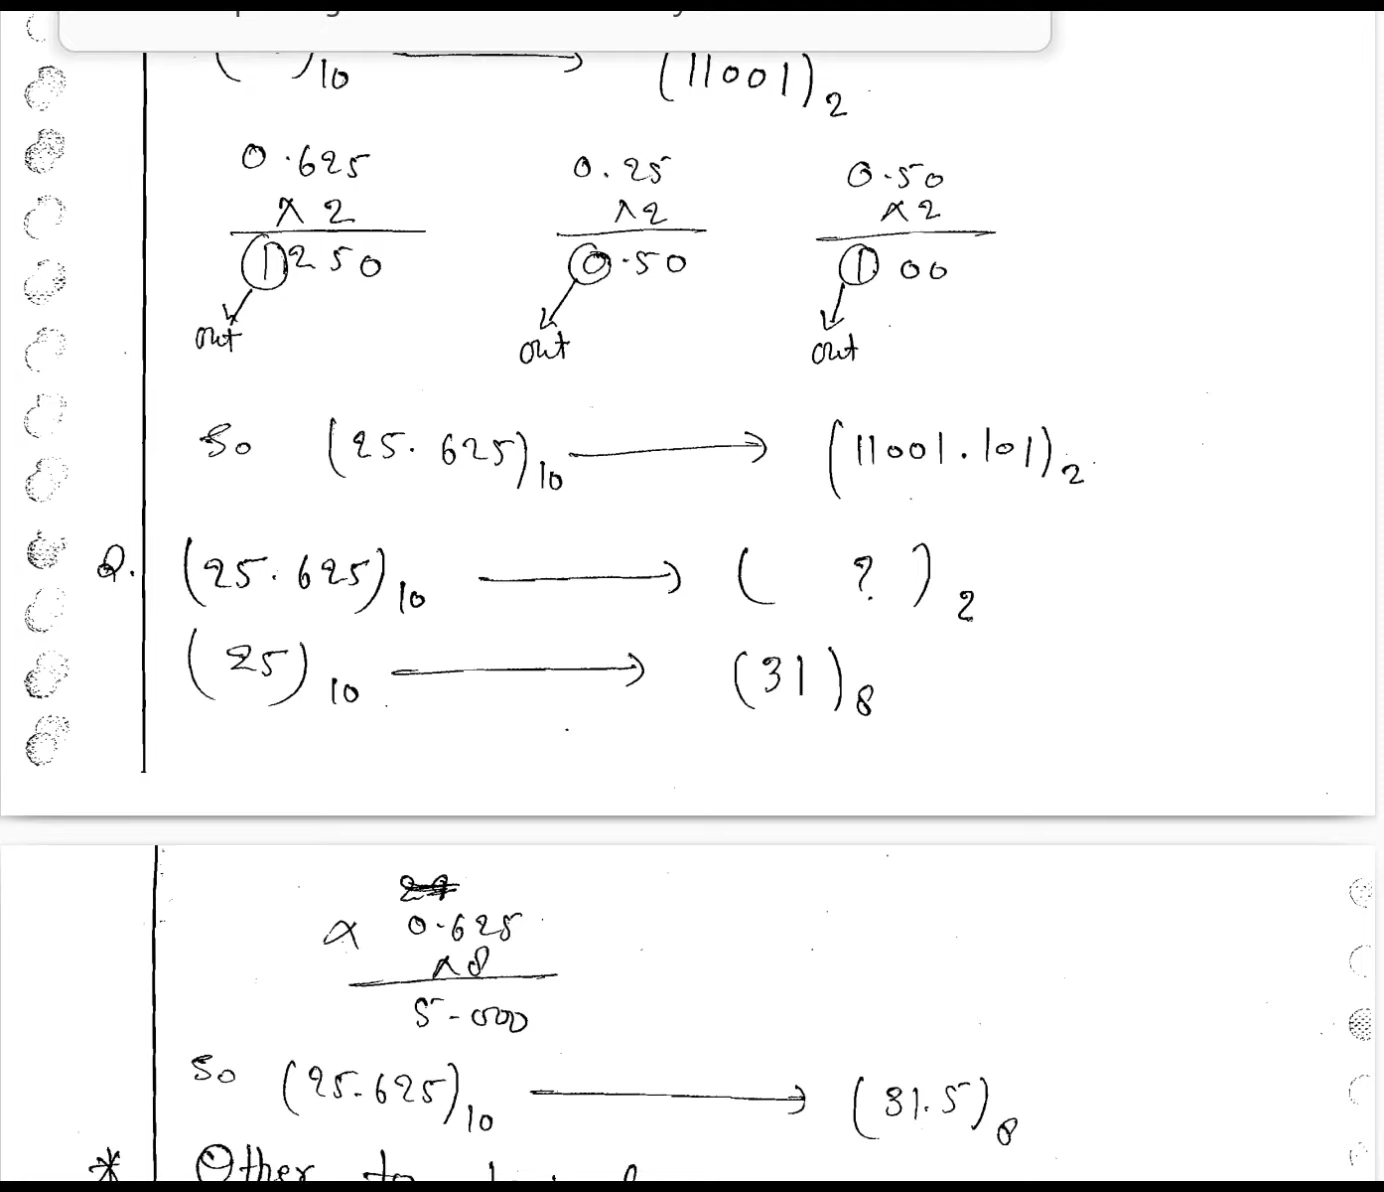 ( )10 ⟶ (11001)2
0.625 0.25 0.50
×2 ×2 ×2
1 250 0.50 1 00
out out out
So (25.625)10 ⟶ (11001.101)2
Q. (25.625)10 ⟶ ( ? )2
(25)10 ⟶ (31)8
× 0.625
×8
5.000
So (25.625)10 ⟶ (31.5)8
* Other to